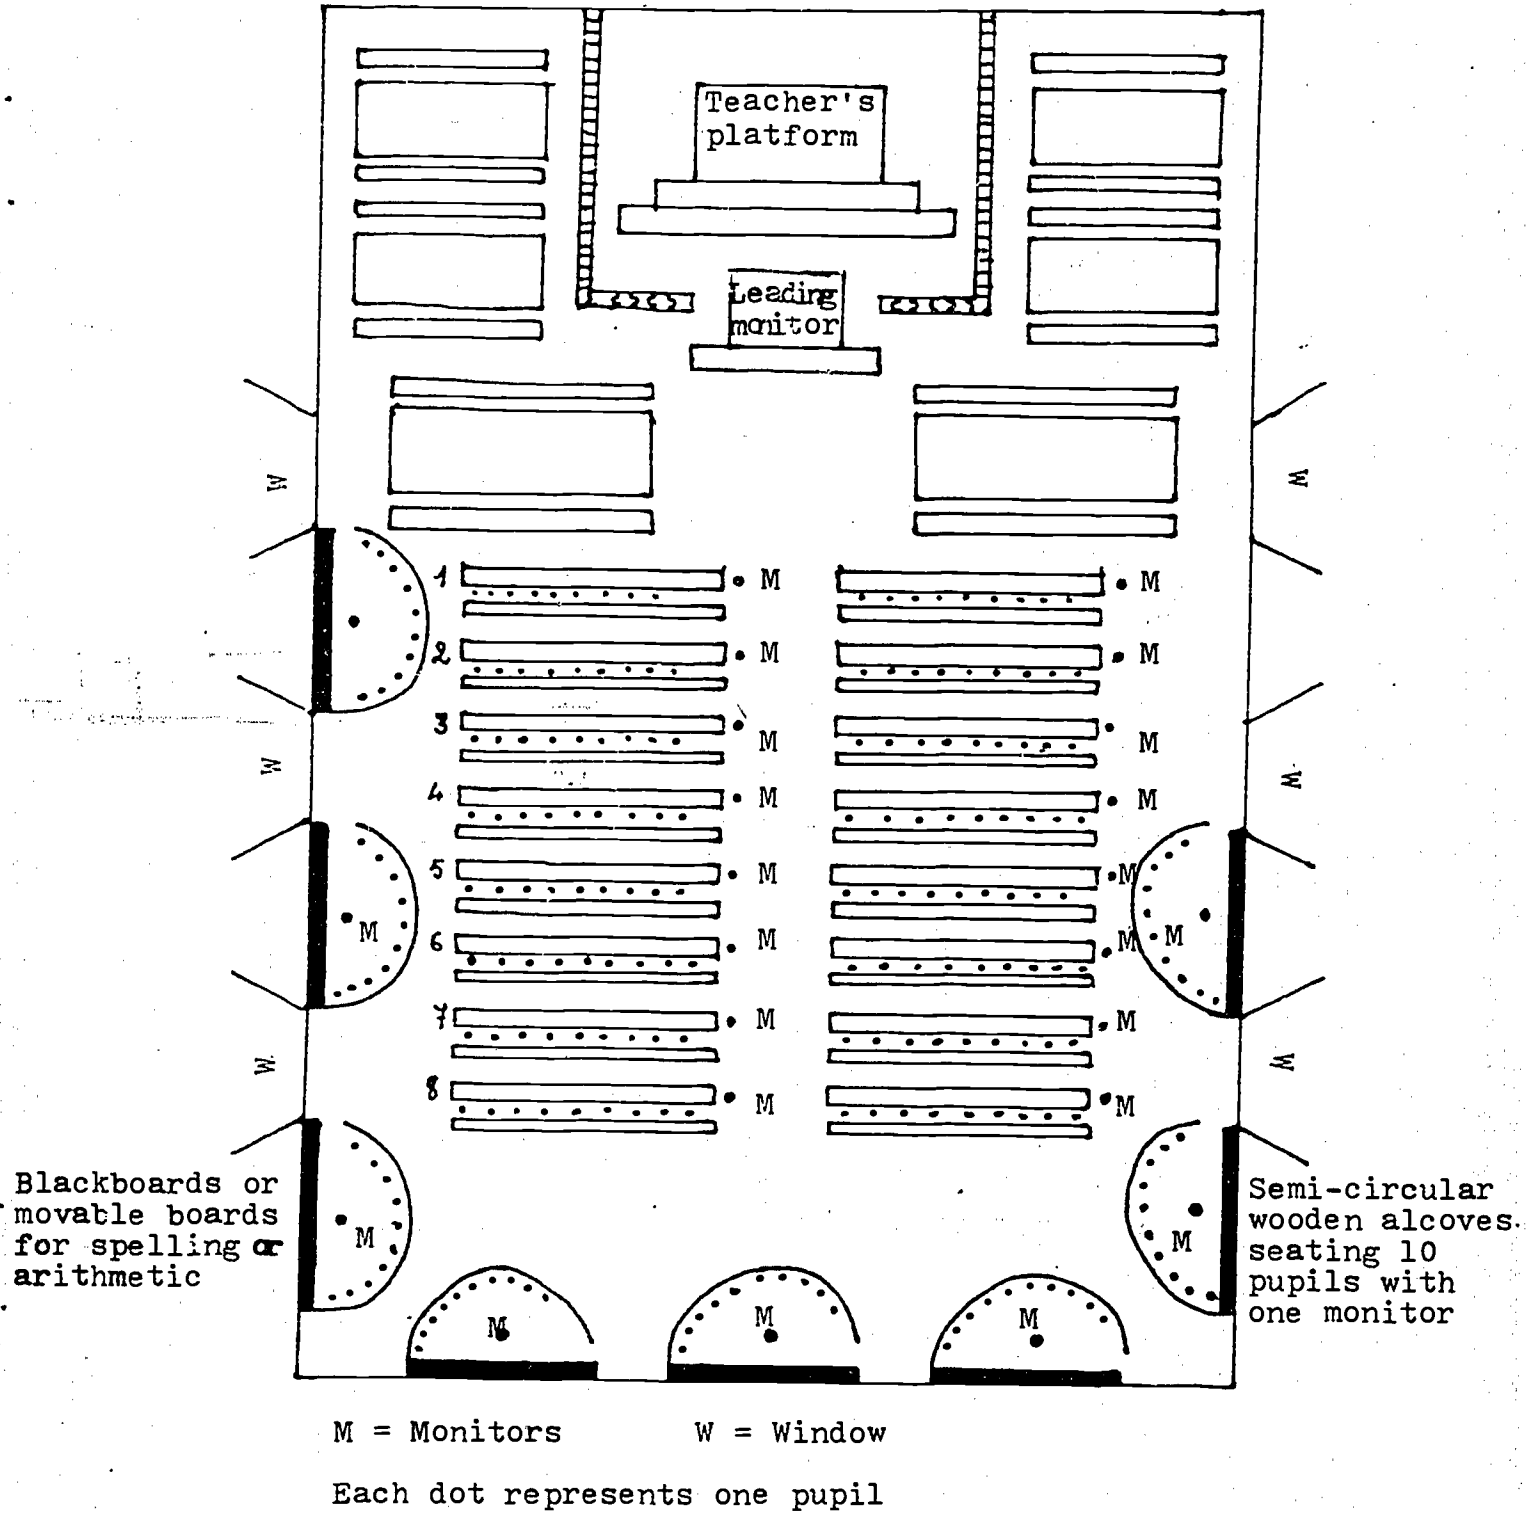 Teacher's
platform
Leading
monitor
W
W
1 M M
2 M M
3 M M
W
W
4 M M
5 M M
M M
6 M M
7 M M
W
W
8 M M
Blackboards or
movable boards
for spelling or
arithmetic
M
M
Semi-circular
wooden alcoves
seating 10
pupils with
one monitor
M
M
M
M = Monitors W = Window
Each dot represents one pupil